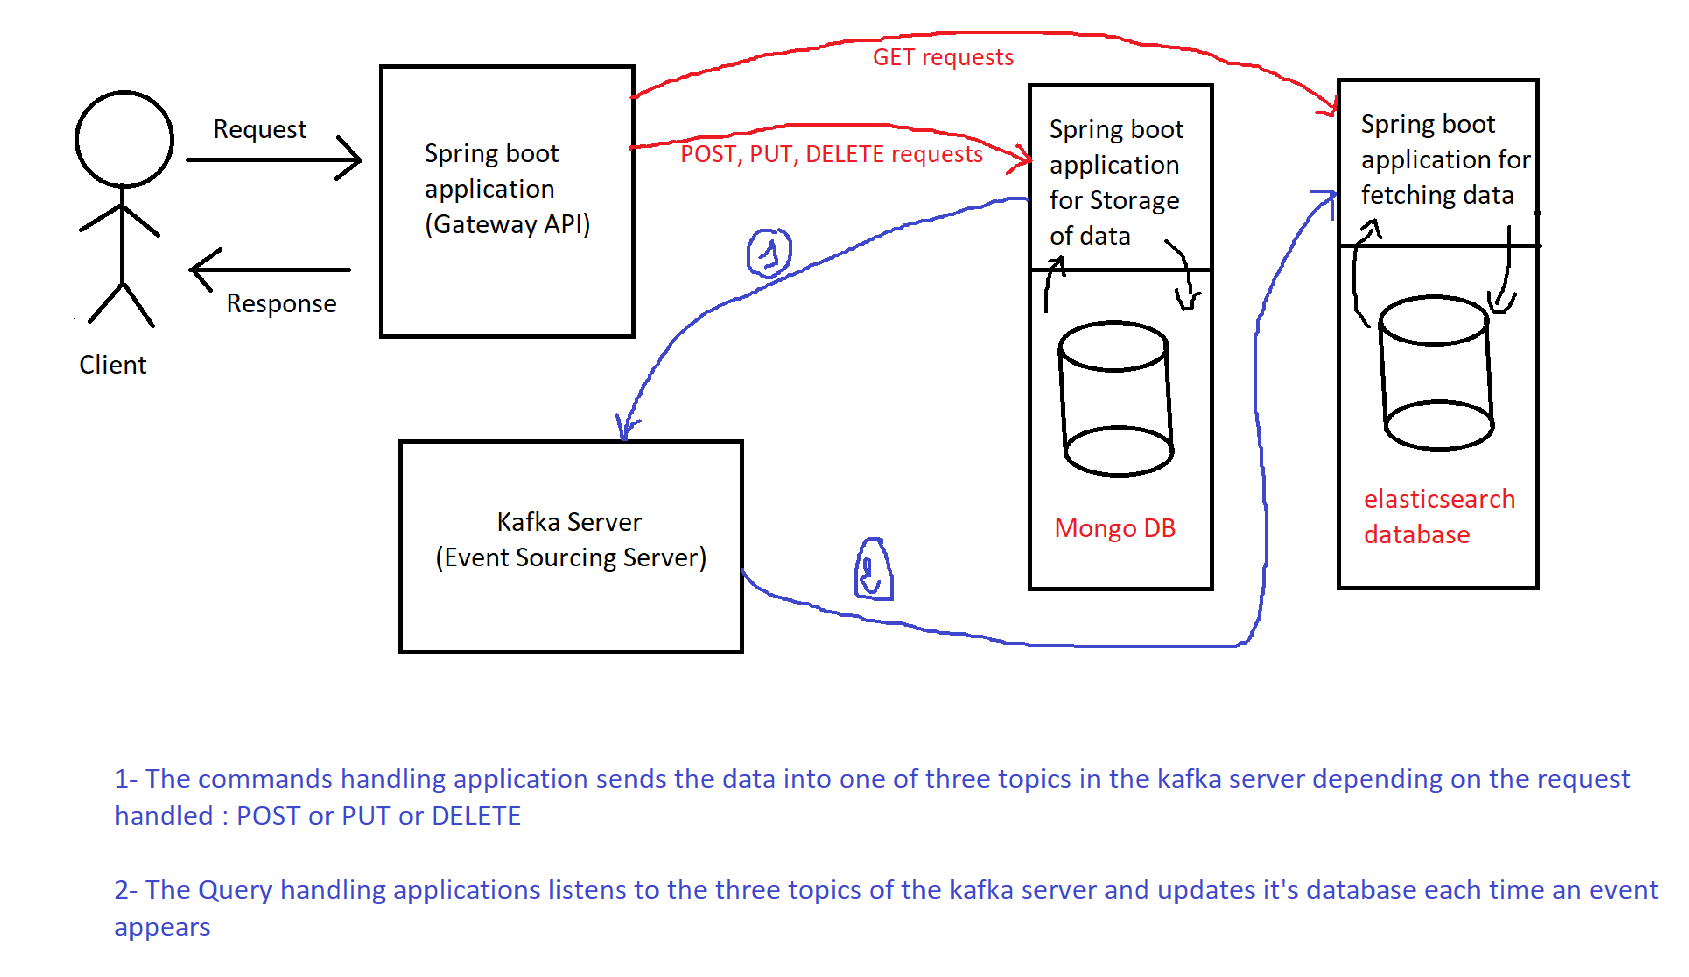 GET requests
Request
Spring boot
application
(Gateway API)
POST, PUT, DELETE requests
Spring boot
application
for Storage
of data
Spring boot
application for
fetching data
1
Response
Client
Kafka Server
(Event Sourcing Server)
2
Mongo DB
elasticsearch
database
1- The commands handling application sends the data into one of three topics in the kafka server depending on the request
handled : POST or PUT or DELETE
2- The Query handling applications listens to the three topics of the kafka server and updates it's database each time an event
appears